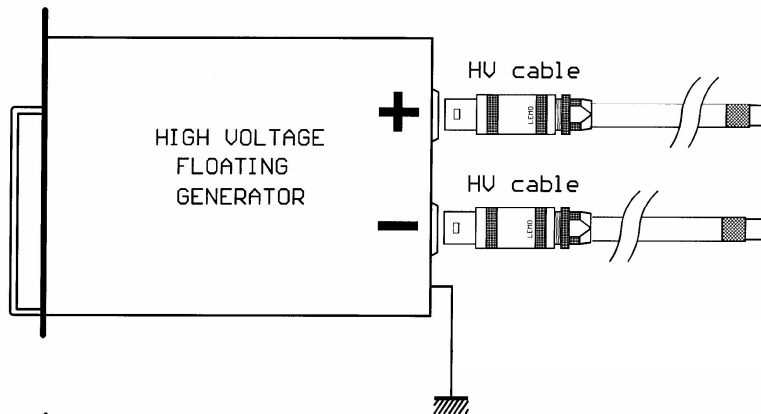 HV cable
+
LEMO
HIGH VOLTAGE
FLOATING
GENERATOR
HV cable
-
LEMO